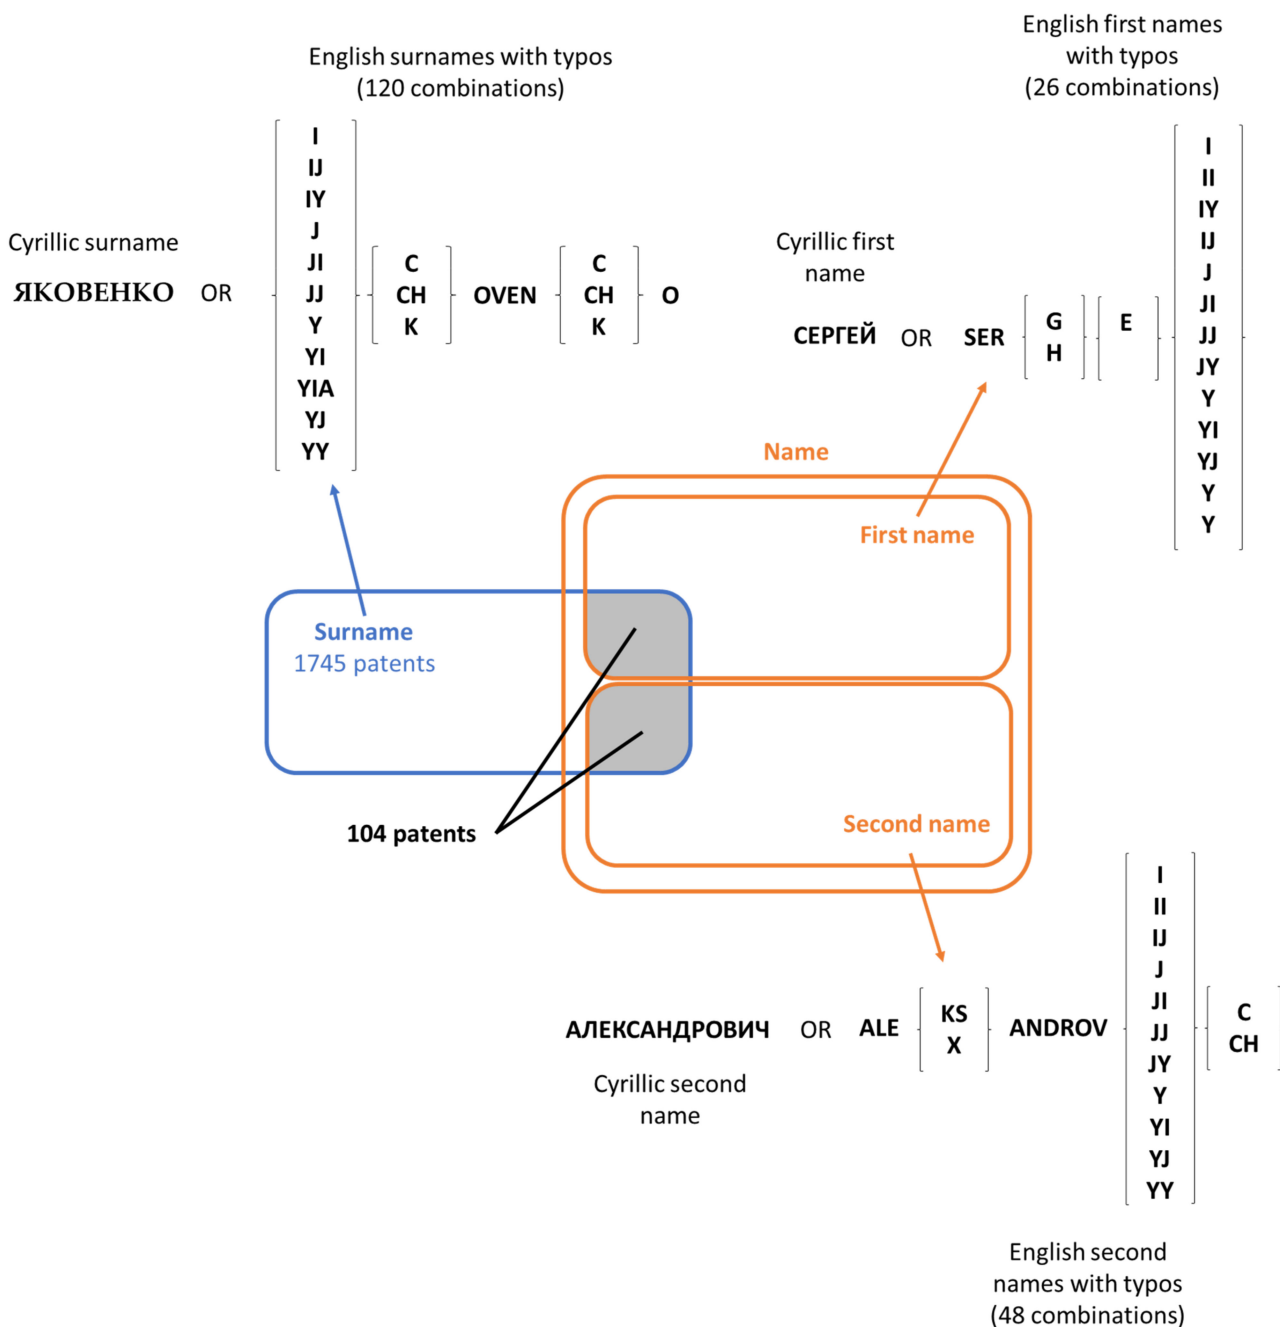 English surnames with typos
(120 combinations)
English first names
with typos
(26 combinations)
I
IJ
IY
J
JI
JJ
Y
YI
YIA
YJ
YY
Cyrillic surname
ЯКОВЕНКО OR
C
CH
K
OVEN
C
CH
K
O
Cyrillic first
name
СЕРГЕЙ OR SER
G
H
E
I
II
IY
IJ
J
JI
JJ
JY
Y
YI
YJ
Y
Y
Name
First name
Surname
1745 patents
104 patents
Second name
АЛЕКСАНДРОВИЧ OR ALE
KS
X
ANDROV
I
II
IJ
J
JI
JJ
JY
Y
YI
YJ
YY
C
CH
Cyrillic second
name
English second
names with typos
(48 combinations)